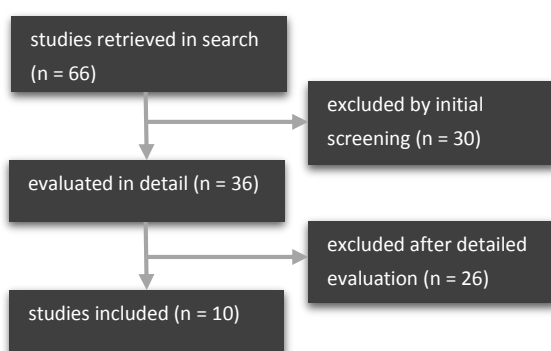 studies retrieved in search
(n = 66)
excluded by initial
screening (n = 30)
evaluated in detail (n = 36)
excluded after detailed
evaluation (n = 26)
studies included (n = 10)